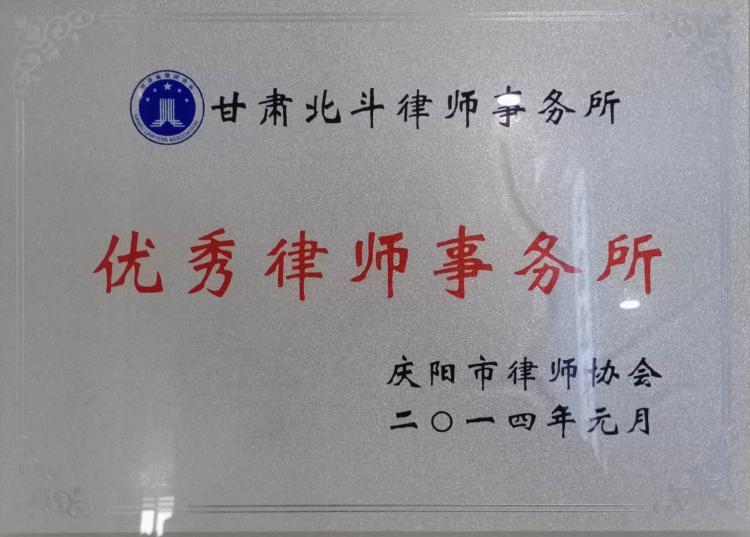 甘肃北斗律师事务所
优秀律师事务所
庆阳市律师协会
二〇一四年元月